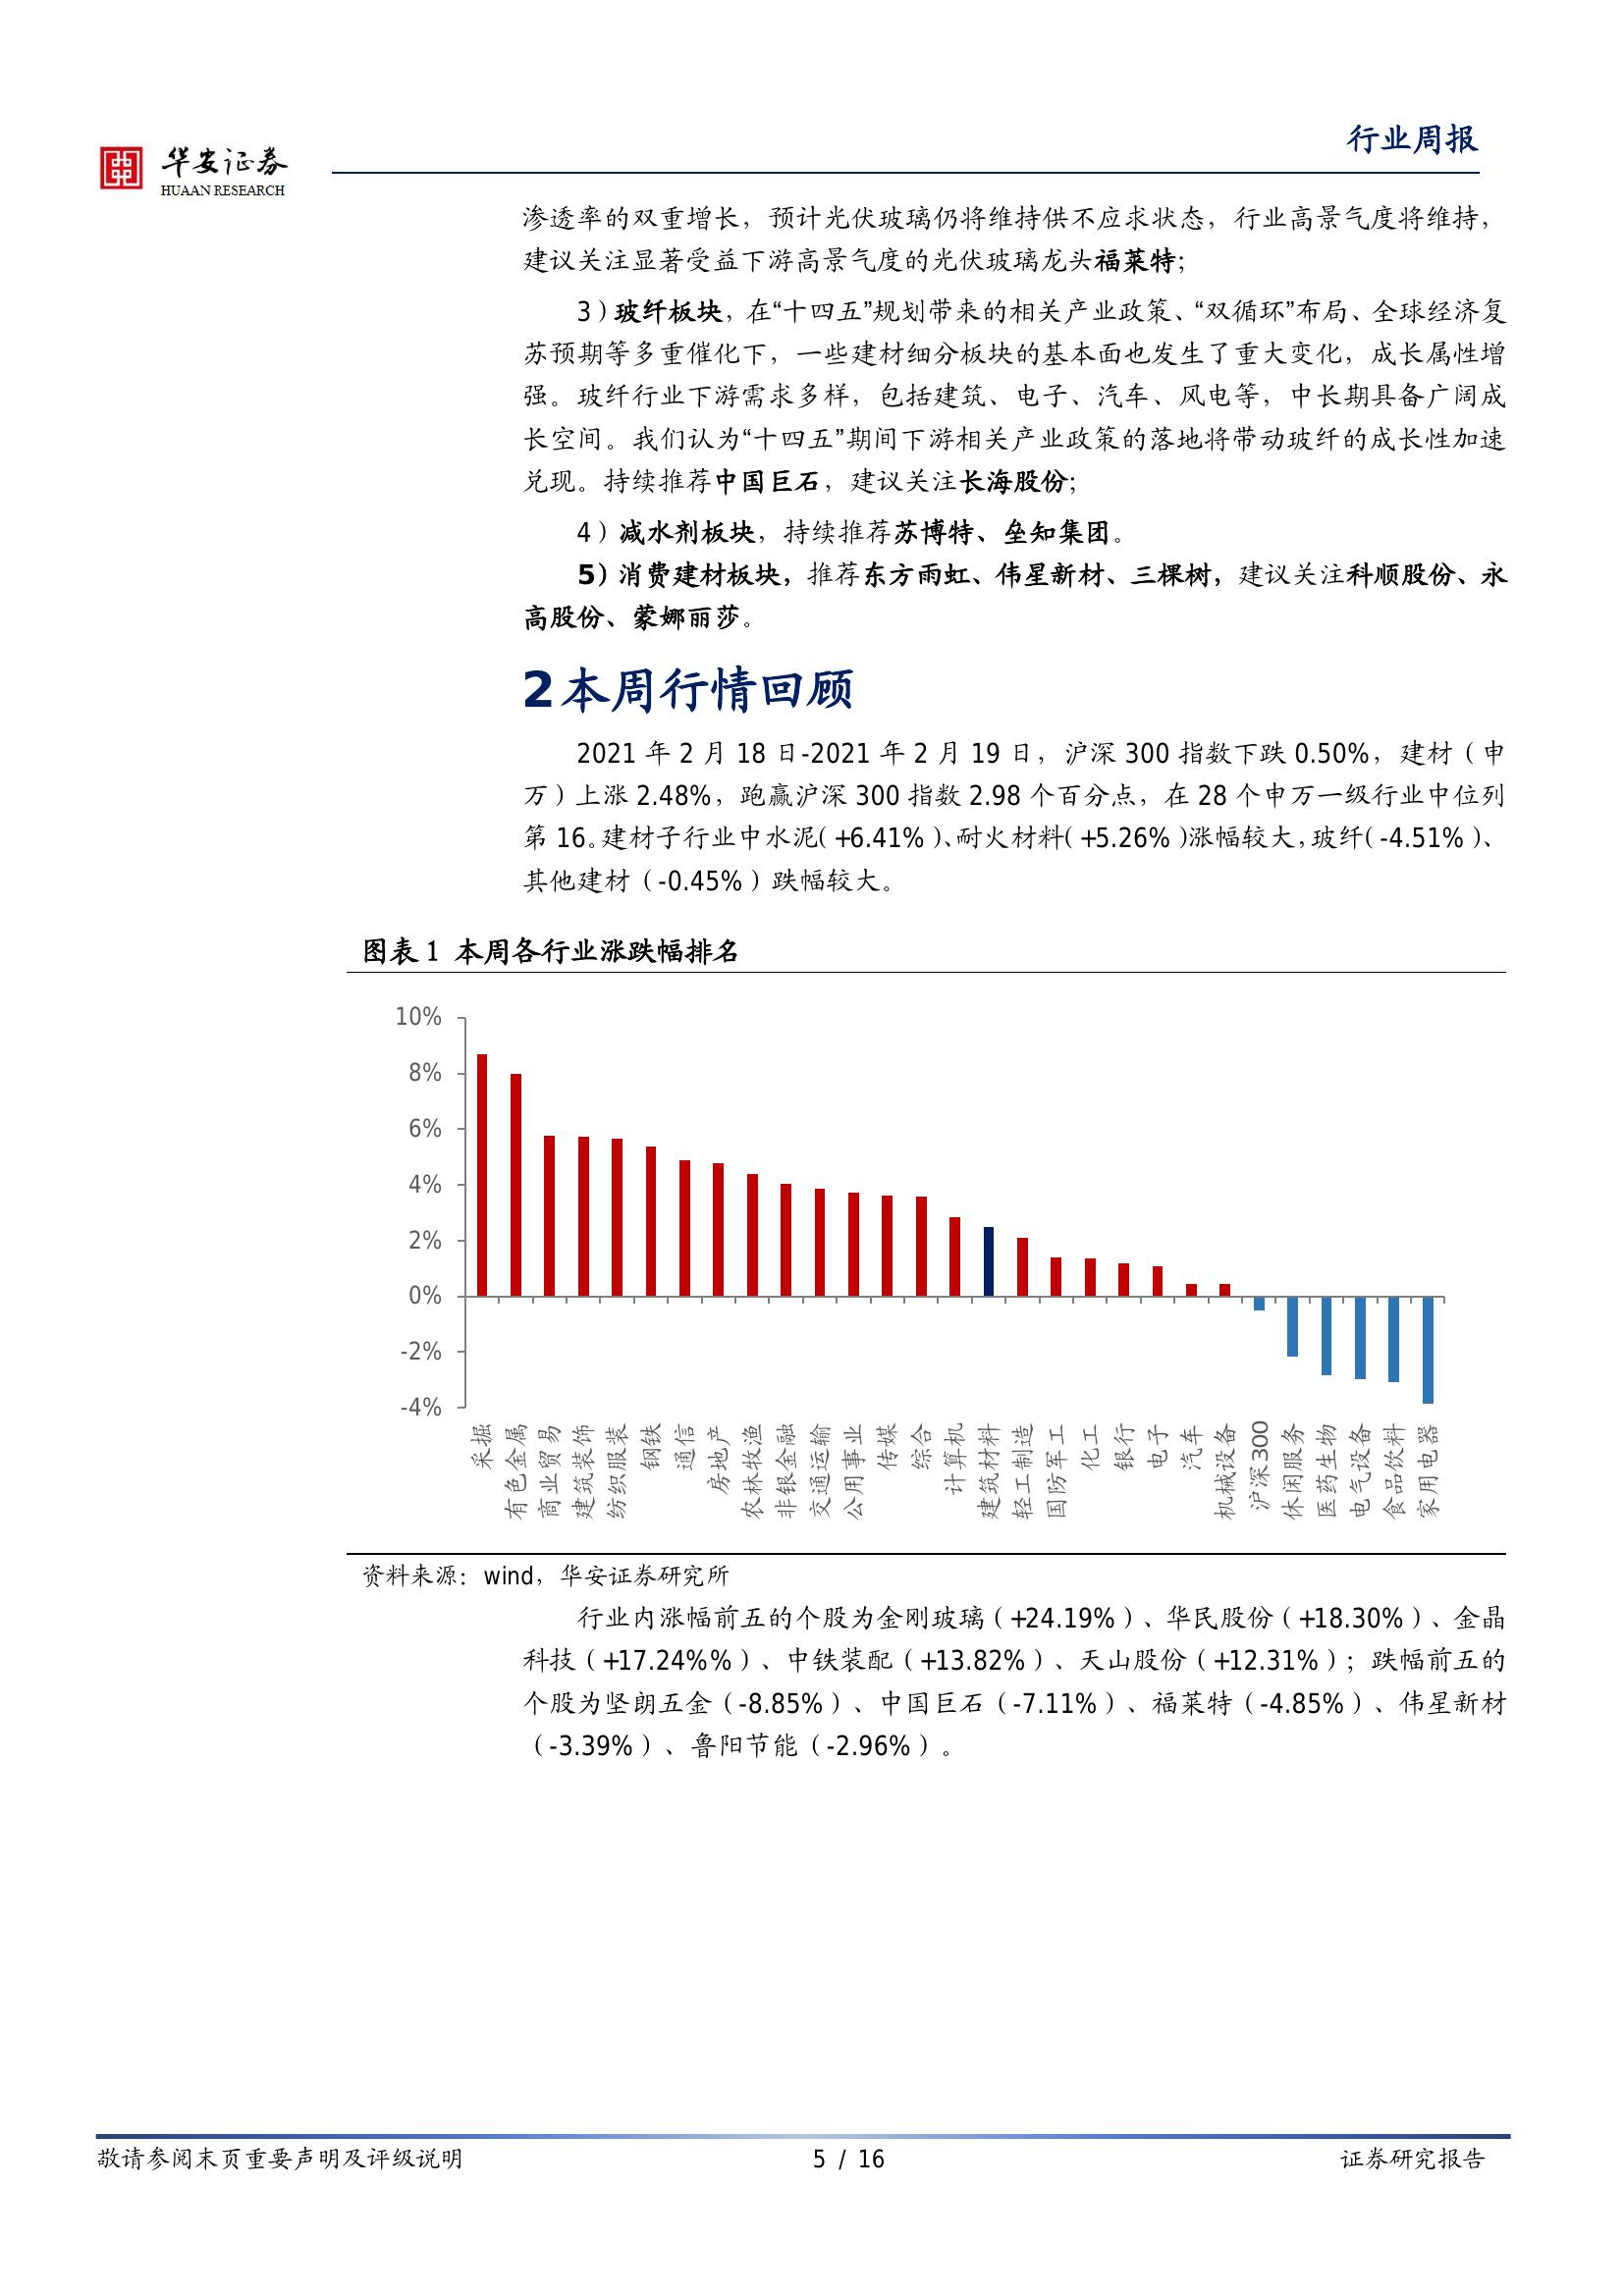 华安证券
HUAAN RESEARCH
行业周报
渗透率的双重增长，预计光伏玻璃仍将维持供不应求状态，行业高景气度将维持，
建议关注显著受益下游高景气度的光伏玻璃龙头福莱特；
3）玻纤板块，在“十四五”规划带来的相关产业政策、“双循环”布局、全球经济复
苏预期等多重催化下，一些建材细分板块的基本面也发生了重大变化，成长属性增
强。玻纤行业下游需求多样，包括建筑、电子、汽车、风电等，中长期具备广阔成
长空间。我们认为“十四五”期间下游相关产业政策的落地将带动玻纤的成长性加速
兑现。持续推荐中国巨石，建议关注长海股份；
4）减水剂板块，持续推荐苏博特、垒知集团。
5）消费建材板块，推荐东方雨虹、伟星新材、三棵树，建议关注科顺股份、永
高股份、蒙娜丽莎。
2 本周行情回顾
2021 年 2 月 18 日-2021 年 2 月 19 日，沪深 300 指数下跌 0.50%，建材（申
万）上涨 2.48%，跑赢沪深 300 指数 2.98 个百分点，在 28 个申万一级行业中位列
第 16。建材子行业中水泥（+6.41%）、耐火材料（+5.26%）涨幅较大，玻纤（-4.51%）、
其他建材（-0.45%）跌幅较大。
图表 1 本周各行业涨跌幅排名
10%
8%
6%
4%
2%
0%
-2%
-4%
采掘
有色金属
商业贸易
建筑装饰
纺织服装
钢铁
通信
房地产
农林牧渔
非银金融
交通运输
公用事业
传媒
综合
计算机
建筑材料
轻工制造
国防军工
化工
银行
电子
汽车
机械设备
沪深300
休闲服务
医药生物
电气设备
食品饮料
家用电器
资料来源：wind，华安证券研究所
行业内涨幅前五的个股为金刚玻璃（+24.19%）、华民股份（+18.30%）、金晶
科技（+17.24%%）、中铁装配（+13.82%）、天山股份（+12.31%）；跌幅前五的
个股为坚朗五金（-8.85%）、中国巨石（-7.11%）、福莱特（-4.85%）、伟星新材
（-3.39%）、鲁阳节能（-2.96%）。
敬请参阅末页重要声明及评级说明
5 / 16
证券研究报告